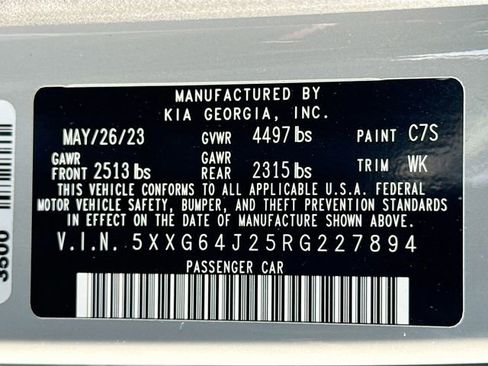 MANUFACTURED BY
KIA GEORGIA, INC.
MAY/26/23 GVWR 4497 lbs PAINT C7S
GAWR FRONT 2513 lbs GAWR REAR 2315 lbs TRIM WK
THIS VEHICLE CONFORMS TO ALL APPLICABLE U.S.A. FEDERAL
MOTOR VEHICLE SAFETY, BUMPER, AND THEFT PREVENTION STANDARDS
IN EFFECT ON THE DATE OF MANUFACTURE SHOWN ABOVE.
V.I.N. 5XXG64J25RG227894
PASSENGER CAR
3500